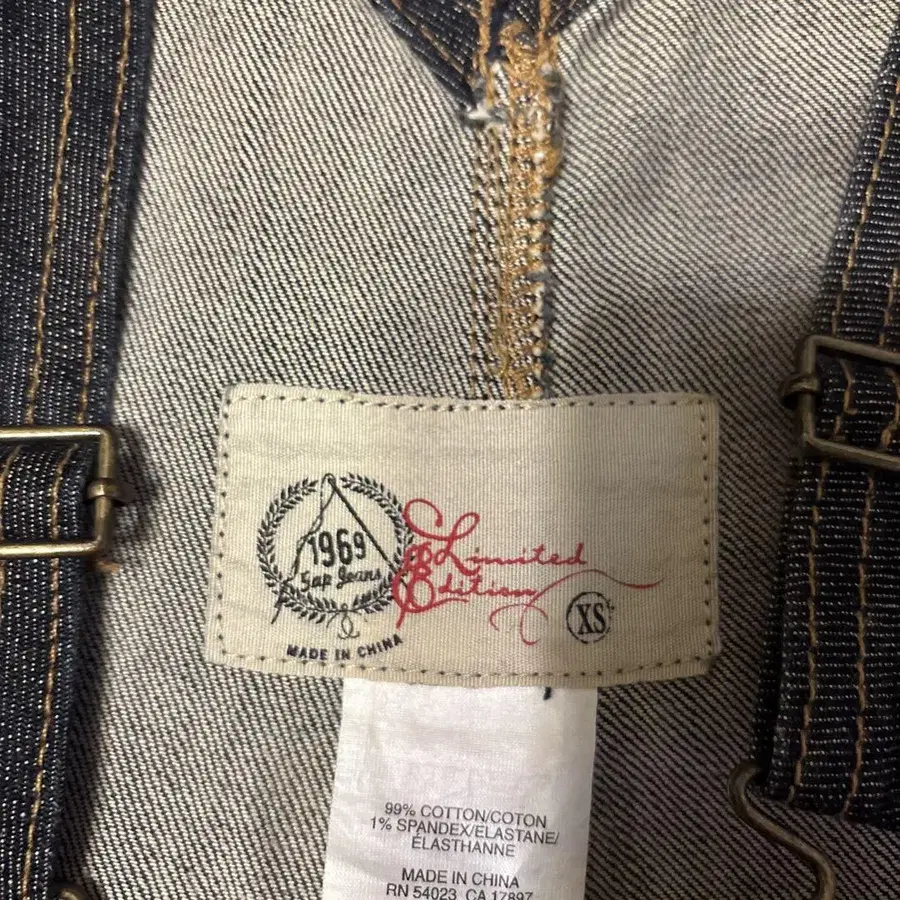 1969
Gap Jeans
MADE IN CHINA
Limited
Edition
XS
99% COTTON/COTON
1% SPANDEX/ELASTANE/
ÉLASTHANNE
MADE IN CHINA
RN 54023 CA 17897